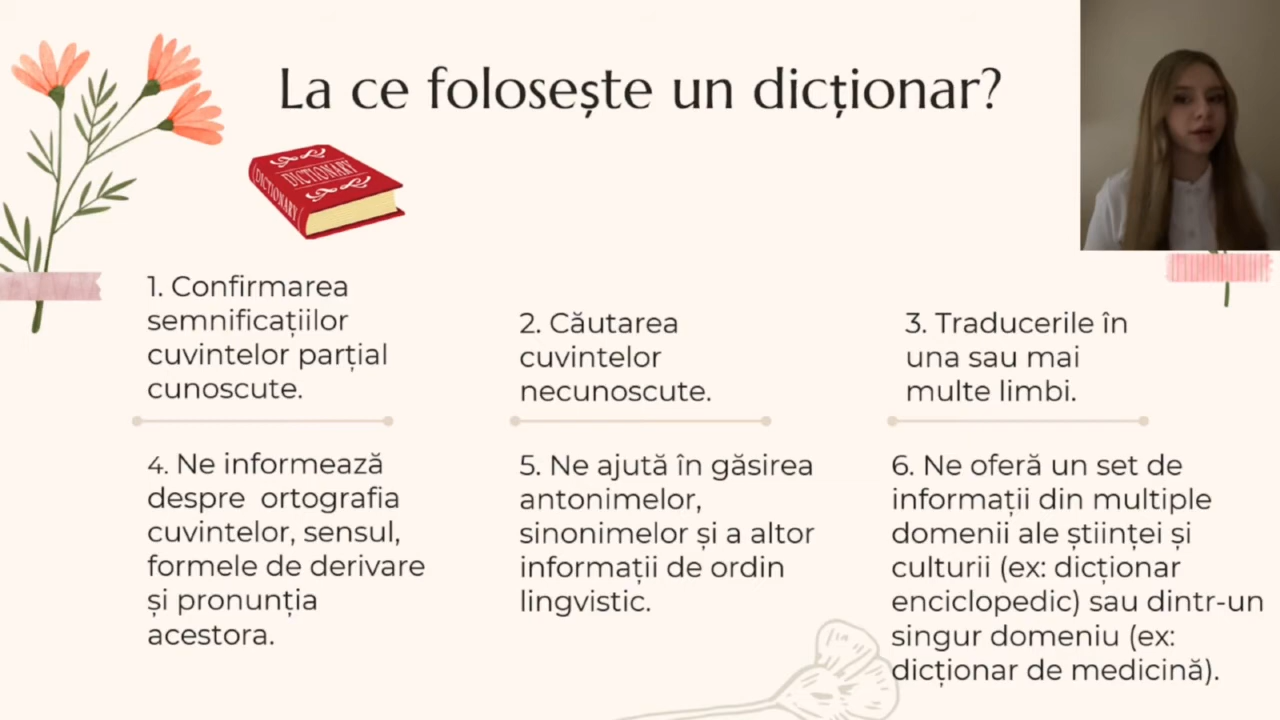 La ce folosește un dicționar?
DICTIONARY
DICTIONARY
1. Confirmarea
semnificațiilor
cuvintelor parțial
cunoscute.
2. Căutarea
cuvintelor
necunoscute.
3. Traducerile în
una sau mai
multe limbi.
4. Ne informează
despre ortografia
cuvintelor, sensul,
formele de derivare
și pronunția
acestora.
5. Ne ajută în găsirea
antonimelor,
sinonimelor și a altor
informații de ordin
lingvistic.
6. Ne oferă un set de
informații din multiple
domenii ale științei și
culturii (ex: dicționar
enciclopedic) sau dintr-un
singur domeniu (ex:
dicționar de medicină).